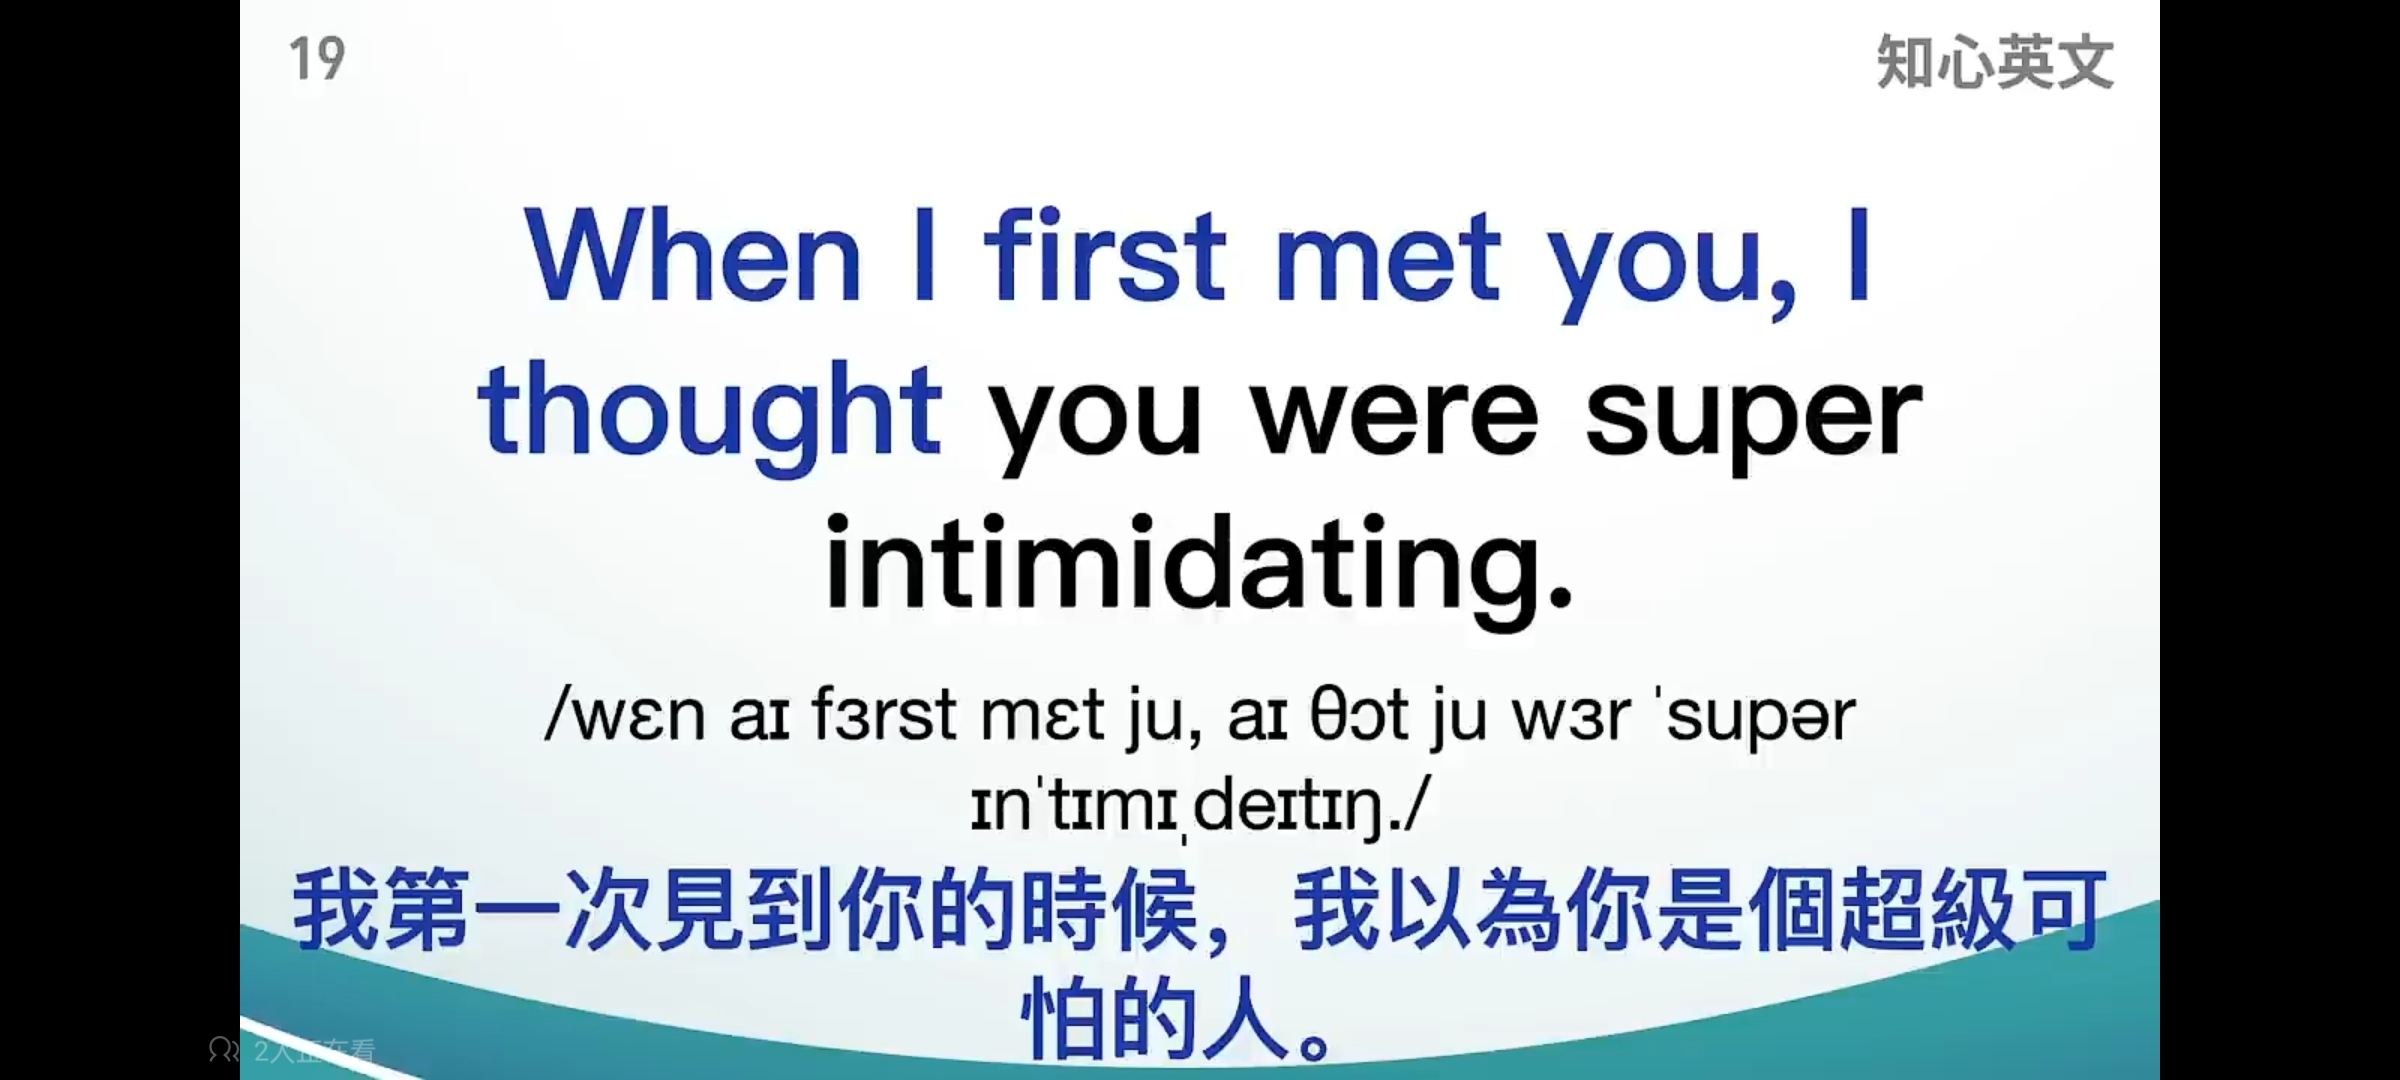 19
知心英文
When I first met you, I
thought you were super
intimidating.
/wɛn aɪ fɜrst mɛt ju, aɪ θɔt ju wɜr ˈsupər
ɪnˈtɪmɪˌdeɪtɪŋ./
我第一次見到你的時候，我以為你是個超級可
怕的人。
2人正在看